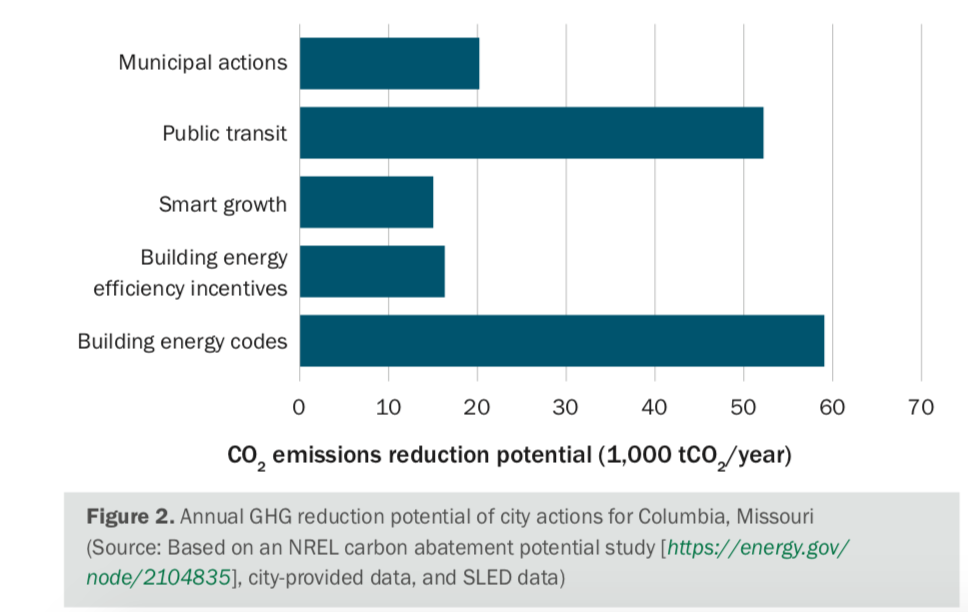 Municipal actions
Public transit
Smart growth
Building energy
efficiency incentives
Building energy codes
0 10 20 30 40 50 60 70
CO₂ emissions reduction potential (1,000 tCO₂/year)
Figure 2. Annual GHG reduction potential of city actions for Columbia, Missouri
(Source: Based on an NREL carbon abatement potential study [https://energy.gov/
node/2104835], city-provided data, and SLED data)